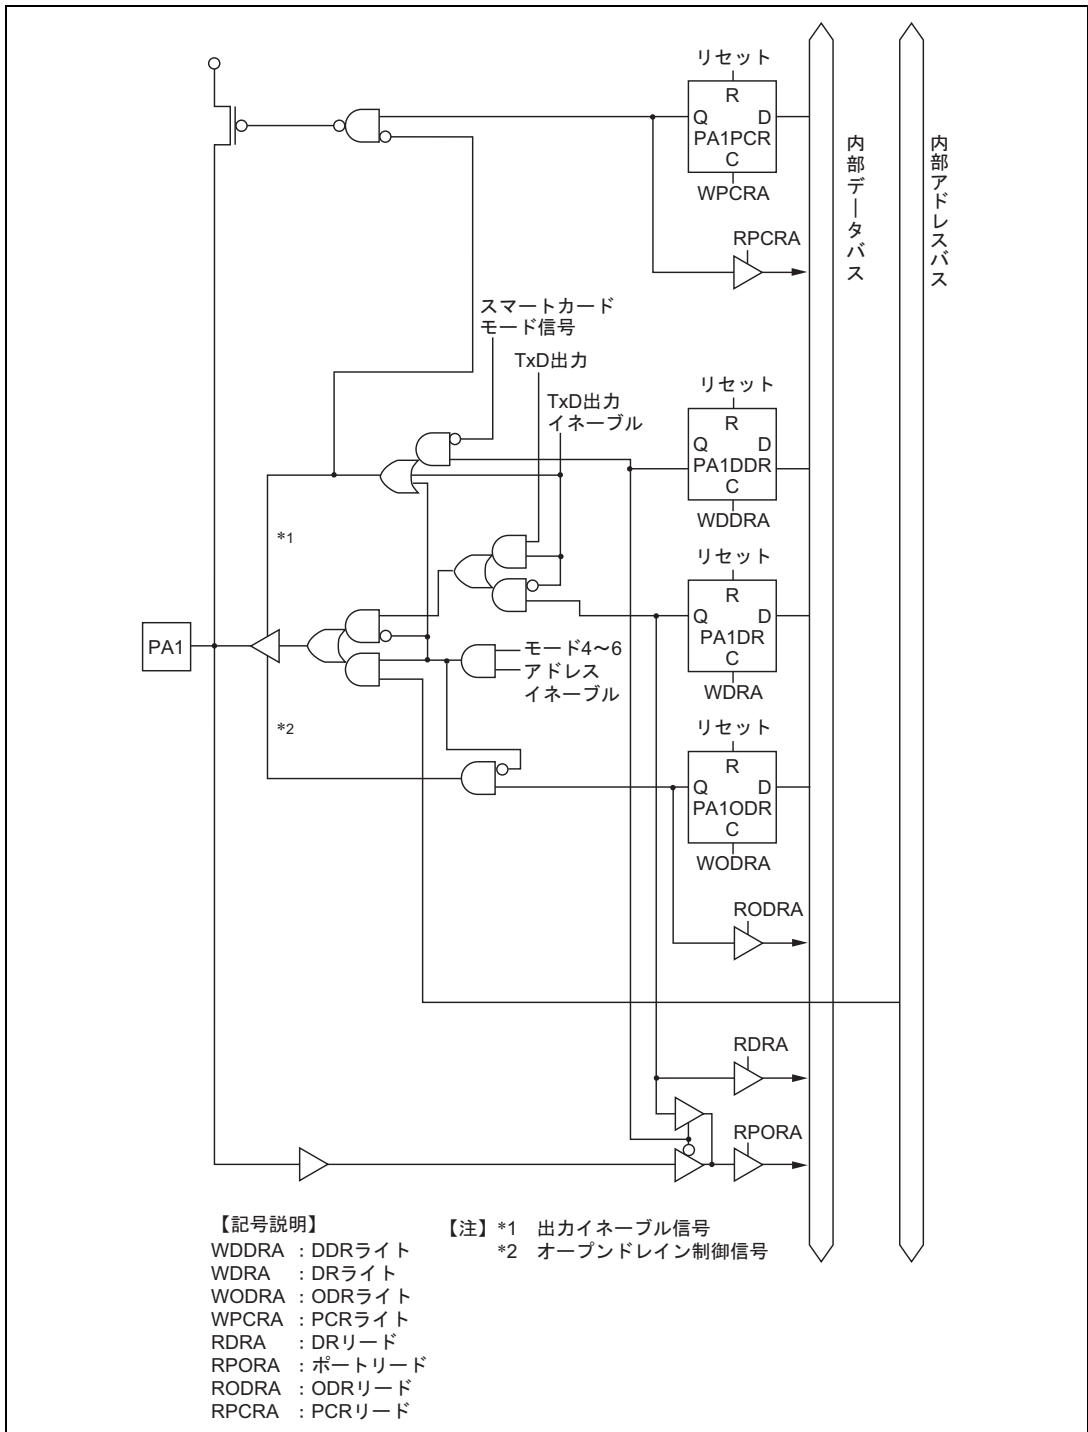 リセット
R
Q D
PA1PCR
C
WPCRA
RPCRA
内部データバス
内部アドレスバス
スマートカード
モード信号
TxD出力
TxD出力
イネーブル
リセット
R
Q D
PA1DDR
C
WDDRA
*1
リセット
R
Q D
PA1DR
C
WDRA
PA1
モード4～6
アドレス
イネーブル
*2
リセット
R
Q D
PA1ODR
C
WODRA
RODRA
RDRA
RPORA
【記号説明】
WDDRA : DDRライト
WDRA : DRライト
WODRA : ODRライト
WPCRA : PCRライト
RDRA : DRリード
RPORA : ポートリード
RODRA : ODRリード
RPCRA : PCRリード
【注】 *1 出力イネーブル信号
*2 オープンドレイン制御信号